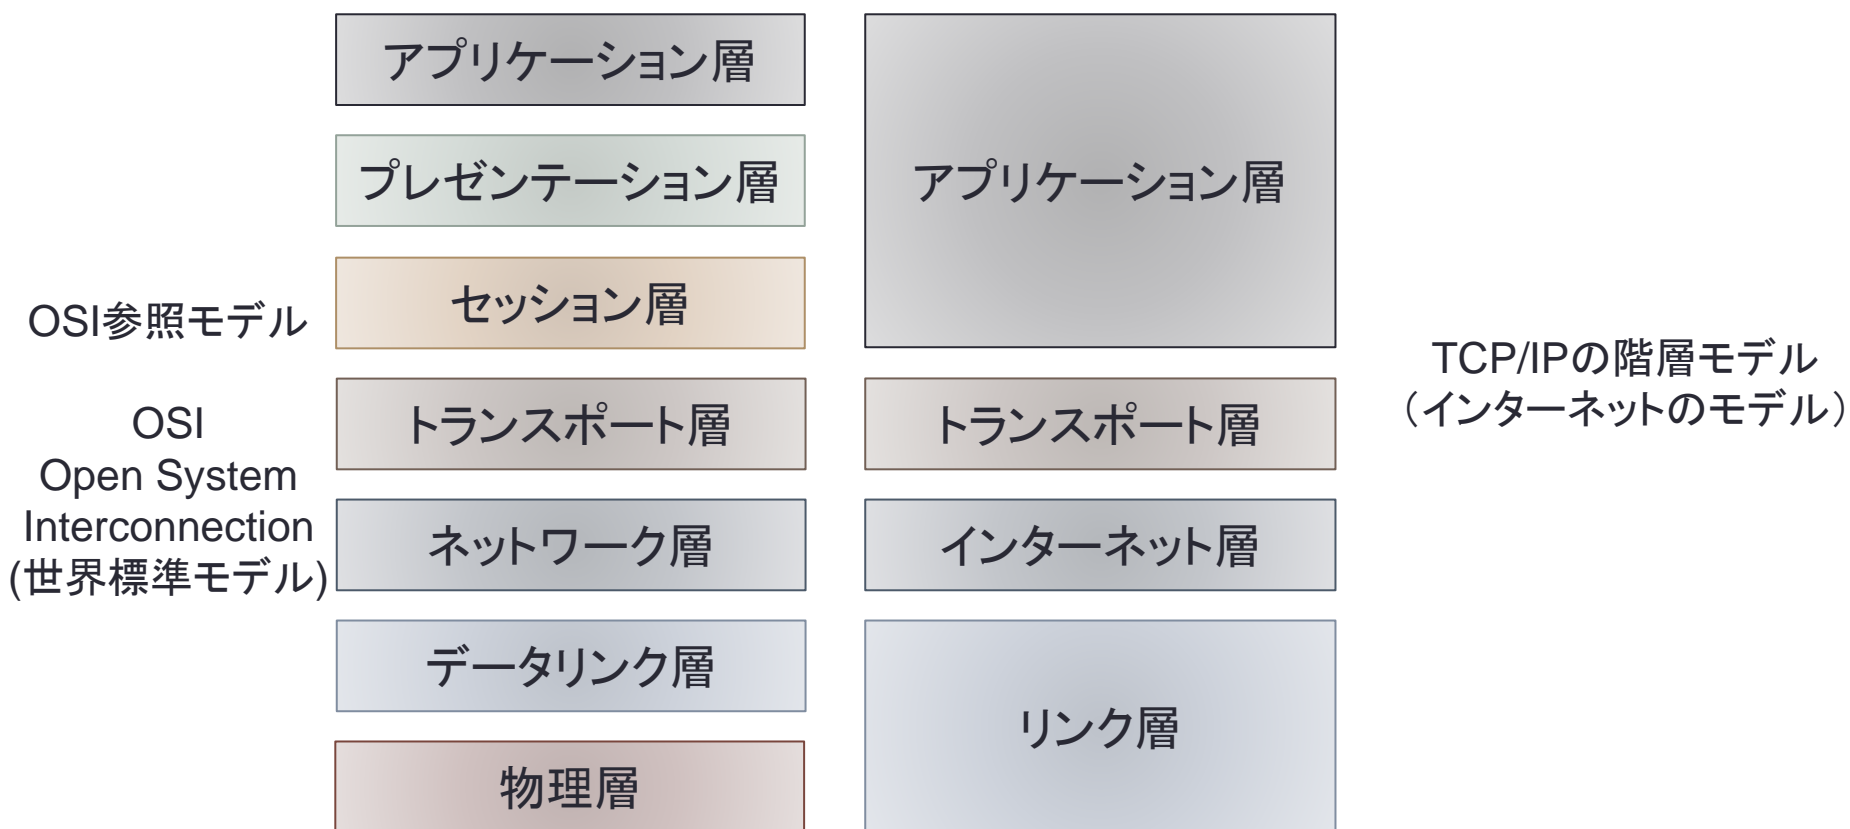 OSI参照モデル
OSI
Open System
Interconnection
(世界標準モデル)
アプリケーション層
プレゼンテーション層
セッション層
トランスポート層
ネットワーク層
データリンク層
物理層
アプリケーション層
トランスポート層
インターネット層
リンク層
TCP/IPの階層モデル
（インターネットのモデル）